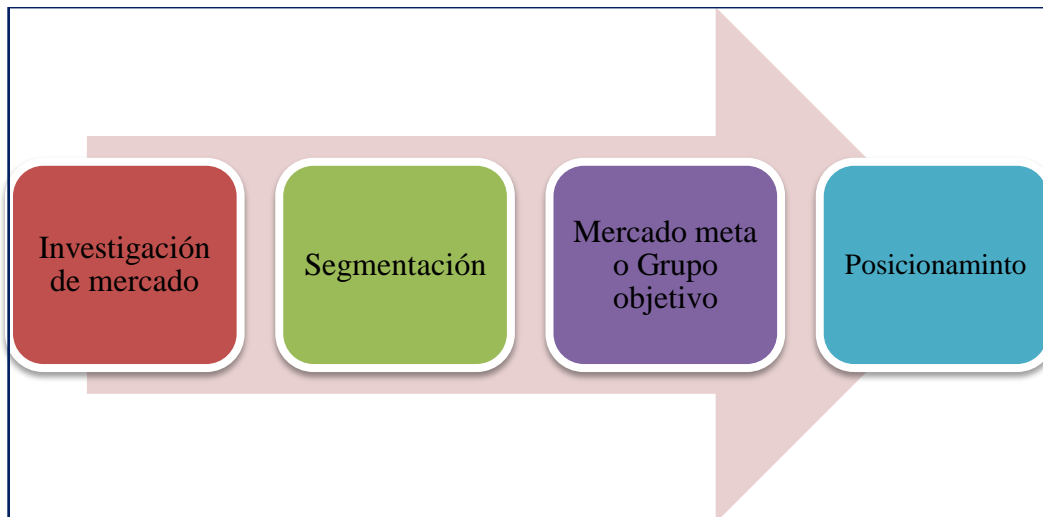 Investigación
de mercado
Segmentación
Mercado meta
o Grupo
objetivo
Posicionaminto